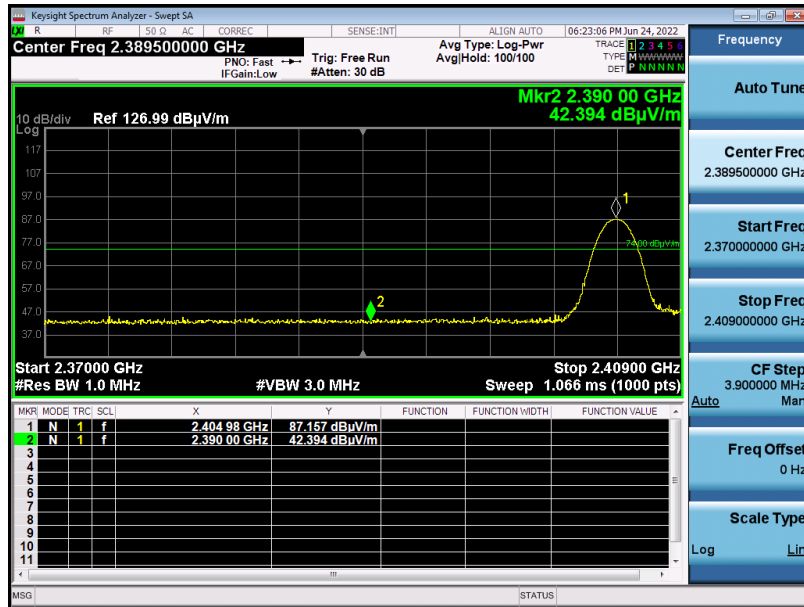 Keysight Spectrum Analyzer - Swept SA
R RF 50 Ω AC CORREC SENSE:INT ALIGN AUTO 06:23:06 PM Jun 24, 2022
Center Freq 2.389500000 GHz
PNO: Fast
IFGain:Low
Trig: Free Run
#Atten: 30 dB
Avg Type: Log-Pwr
Avg|Hold: 100/100
TRACE 1 2 3 4 5 6
TYPE M W W W W W
DET P N N N N N
Mkr2 2.390 00 GHz
42.394 dBµV/m
10 dB/div Ref 126.99 dBµV/m
Log
117
107
97.0
87.0
77.0
67.0
57.0
47.0
37.0
1
74.00 dBµV/m
2
Start 2.37000 GHz Stop 2.40900 GHz
#Res BW 1.0 MHz #VBW 3.0 MHz Sweep 1.066 ms (1000 pts)
MKR MODE TRC SCL X Y FUNCTION FUNCTION WIDTH FUNCTION VALUE
1 N 1 f 2.404 98 GHz 87.157 dBµV/m
2 N 1 f 2.390 00 GHz 42.394 dBµV/m
3
4
5
6
7
8
9
10
11
MSG STATUS
Frequency
Auto Tune
Center Freq
2.389500000 GHz
Start Freq
2.370000000 GHz
Stop Freq
2.409000000 GHz
CF Step
3.900000 MHz
Auto Man
Freq Offset
0 Hz
Scale Type
Log Lin